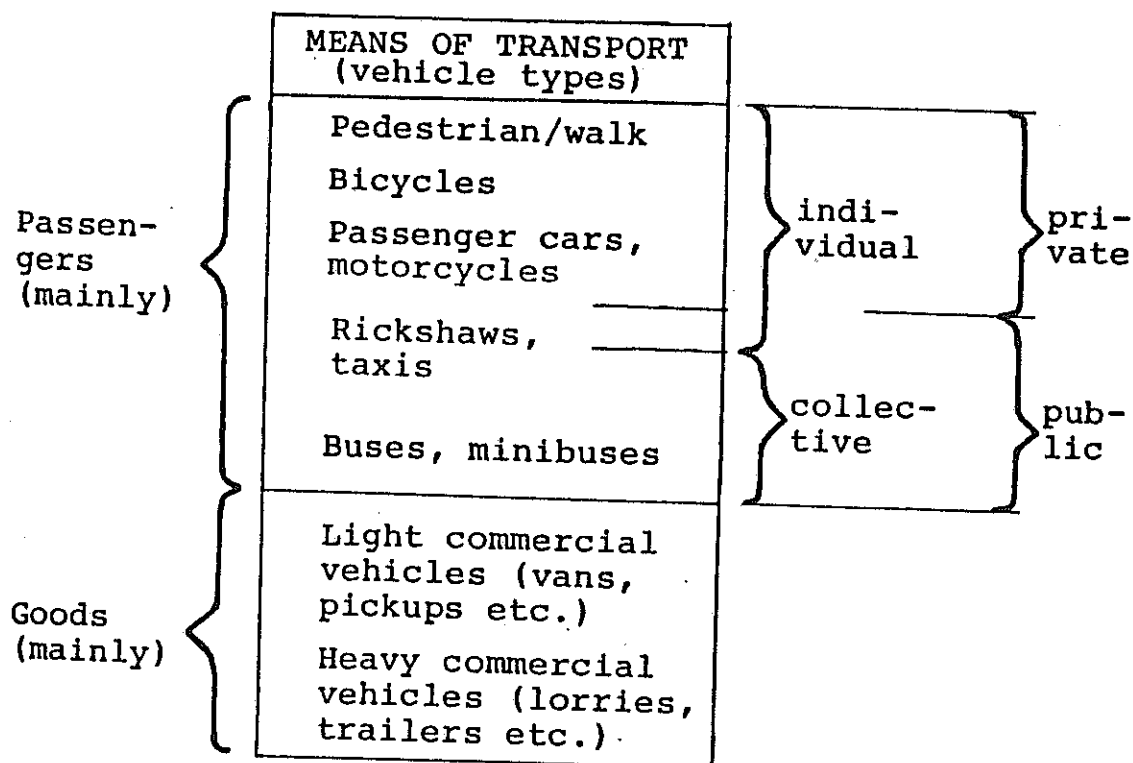 MEANS OF TRANSPORT
(vehicle types)
Pedestrian/walk
Bicycles
Passenger cars,
motorcycles
Rickshaws,
taxis
Buses, minibuses
Light commercial
vehicles (vans,
pickups etc.)
Heavy commercial
vehicles (lorries,
trailers etc.)
Passen-
gers
(mainly)
Goods
(mainly)
indi-
vidual
collec-
tive
pri-
vate
pub-
lic